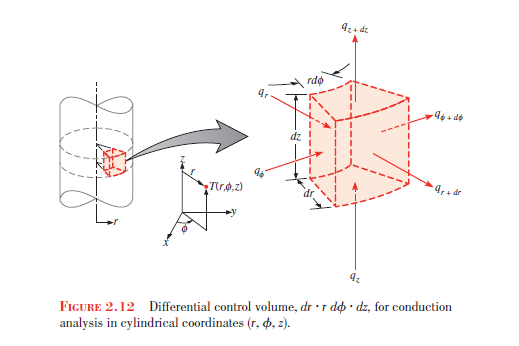 q_{z + dz}
rdϕ
q_r
dz
q_{ϕ + dϕ}
z
r
T(r,ϕ,z)
q_ϕ
dr
q_{r + dr}
y
r
ϕ
x
q_z
FIGURE 2.12 Differential control volume, dr · r dϕ · dz, for conduction
analysis in cylindrical coordinates (r, ϕ, z).